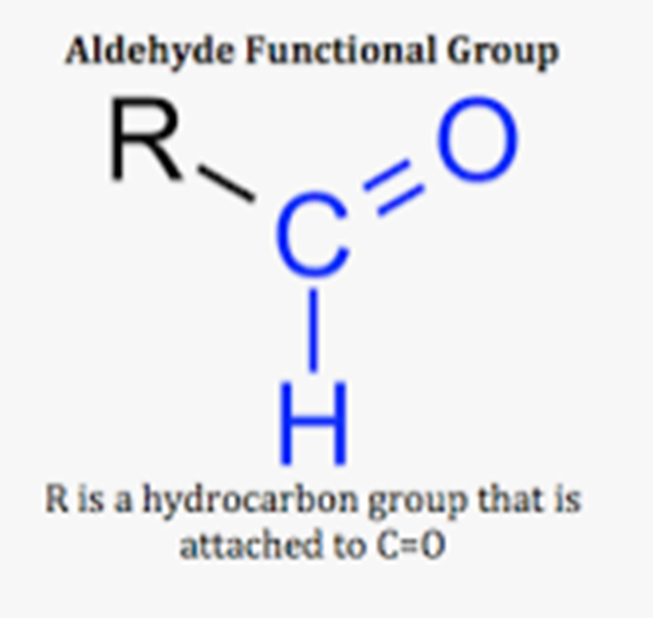 Aldehyde Functional Group
R
O
C
H
R is a hydrocarbon group that is
attached to C=O